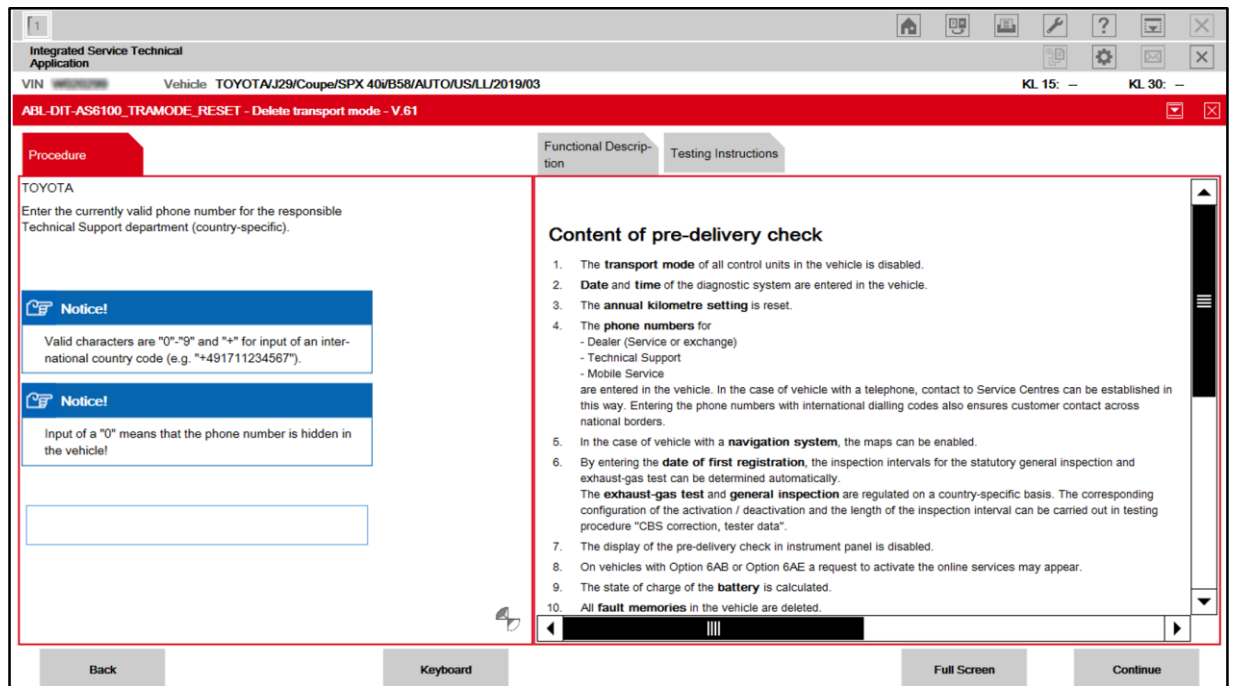 1
?
Integrated Service Technical
Application
VIN Vehicle TOYOTA/J29/Coupe/SPX 40i/B58/AUTO/US/LL/2019/03 KL 15: -- KL 30: --
ABL-DIT-AS6100_TRAMODE_RESET - Delete transport mode - V.61
Procedure
Functional Descrip-
tion
Testing Instructions
TOYOTA
Enter the currently valid phone number for the responsible
Technical Support department (country-specific).
Notice!
Valid characters are "0"-"9" and "+" for input of an inter-
national country code (e.g. "+491711234567").
Notice!
Input of a "0" means that the phone number is hidden in
the vehicle!
Content of pre-delivery check
1. The transport mode of all control units in the vehicle is disabled.
2. Date and time of the diagnostic system are entered in the vehicle.
3. The annual kilometre setting is reset.
4. The phone numbers for
- Dealer (Service or exchange)
- Technical Support
- Mobile Service
are entered in the vehicle. In the case of vehicle with a telephone, contact to Service Centres can be established in
this way. Entering the phone numbers with international dialling codes also ensures customer contact across
national borders.
5. In the case of vehicle with a navigation system, the maps can be enabled.
6. By entering the date of first registration, the inspection intervals for the statutory general inspection and
exhaust-gas test can be determined automatically.
The exhaust-gas test and general inspection are regulated on a country-specific basis. The corresponding
configuration of the activation / deactivation and the length of the inspection interval can be carried out in testing
procedure "CBS correction, tester data".
7. The display of the pre-delivery check in instrument panel is disabled.
8. On vehicles with Option 6AB or Option 6AE a request to activate the online services may appear.
9. The state of charge of the battery is calculated.
10. All fault memories in the vehicle are deleted.
Back
Keyboard
Full Screen
Continue